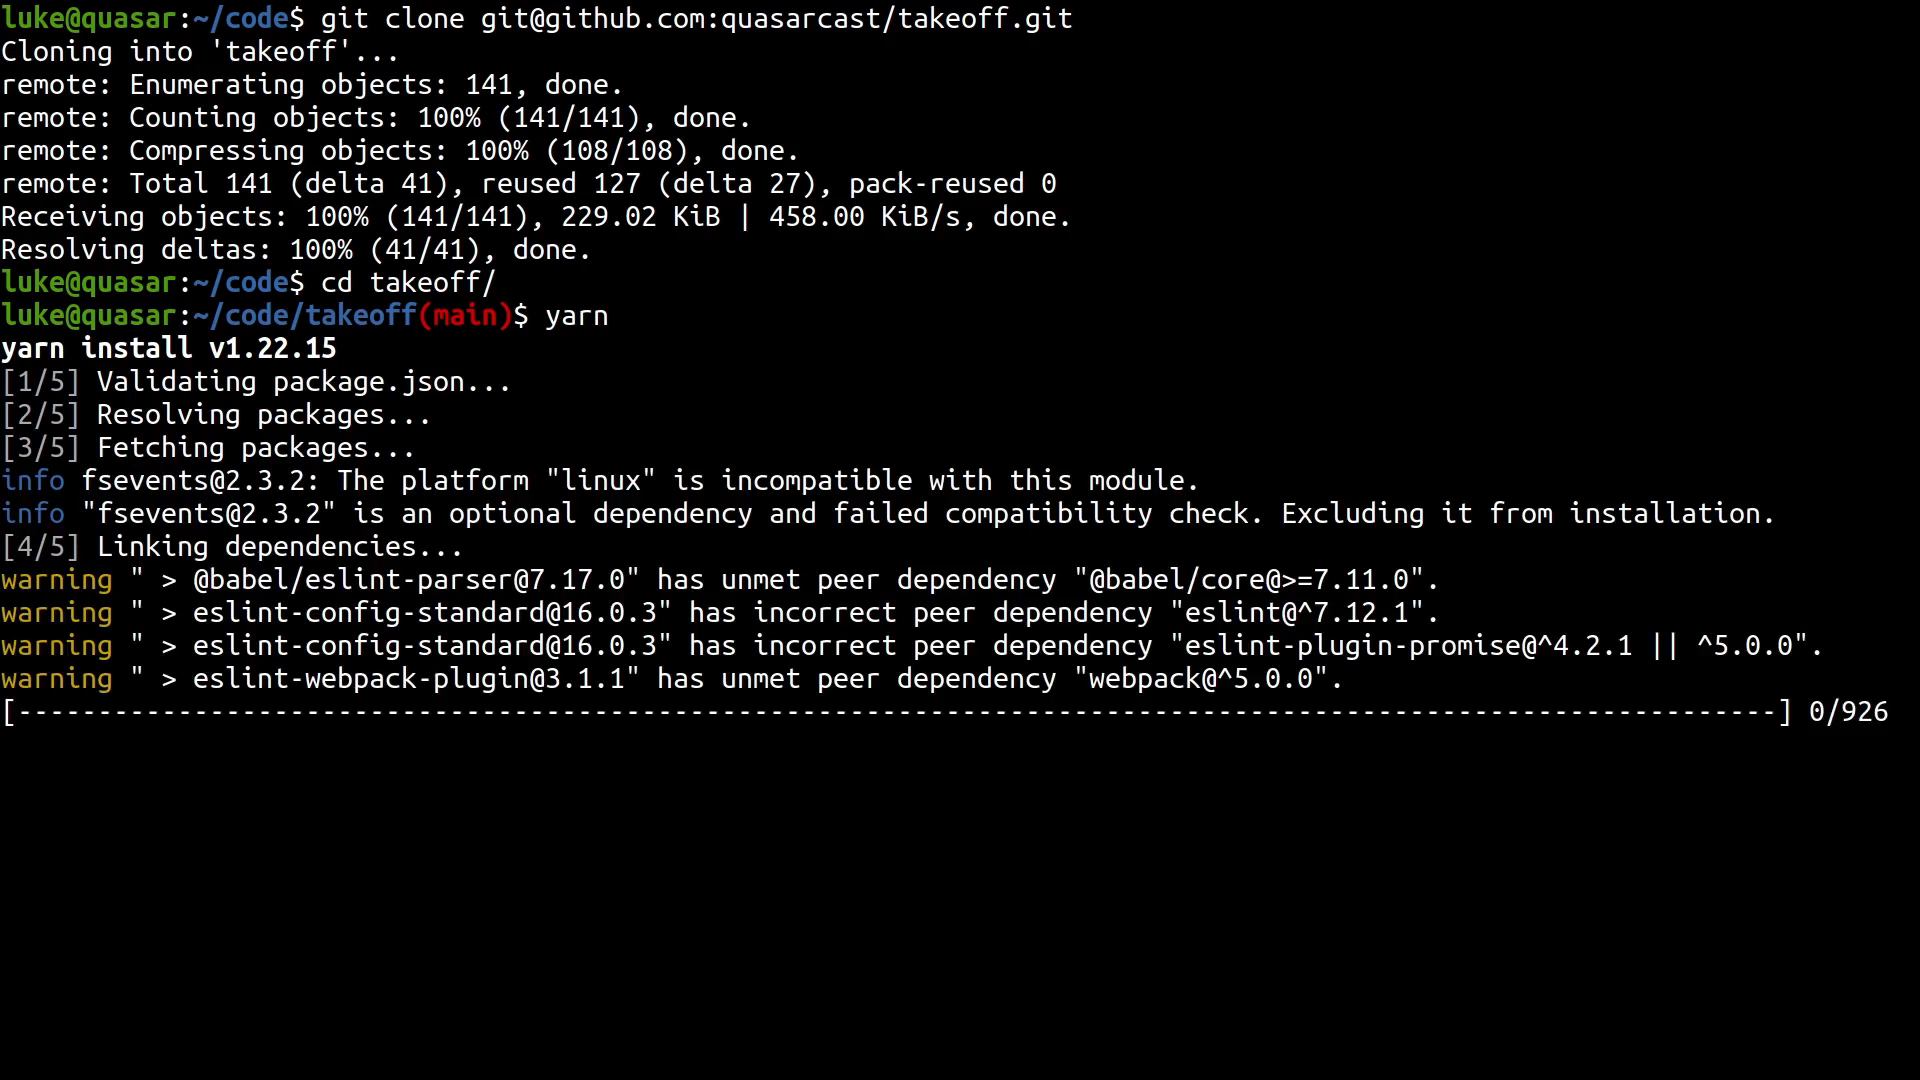 luke@quasar:~/code$ git clone git@github.com:quasarcast/takeoff.git
Cloning into 'takeoff'...
remote: Enumerating objects: 141, done.
remote: Counting objects: 100% (141/141), done.
remote: Compressing objects: 100% (108/108), done.
remote: Total 141 (delta 41), reused 127 (delta 27), pack-reused 0
Receiving objects: 100% (141/141), 229.02 KiB | 458.00 KiB/s, done.
Resolving deltas: 100% (41/41), done.
luke@quasar:~/code$ cd takeoff/
luke@quasar:~/code/takeoff(main)$ yarn
yarn install v1.22.15
[1/5] Validating package.json...
[2/5] Resolving packages...
[3/5] Fetching packages...
info fsevents@2.3.2: The platform "linux" is incompatible with this module.
info "fsevents@2.3.2" is an optional dependency and failed compatibility check. Excluding it from installation.
[4/5] Linking dependencies...
warning " > @babel/eslint-parser@7.17.0" has unmet peer dependency "@babel/core@>=7.11.0".
warning " > eslint-config-standard@16.0.3" has incorrect peer dependency "eslint@^7.12.1".
warning " > eslint-config-standard@16.0.3" has incorrect peer dependency "eslint-plugin-promise@^4.2.1 || ^5.0.0".
warning " > eslint-webpack-plugin@3.1.1" has unmet peer dependency "webpack@^5.0.0".
[--------------------------------------------------------------------------------------------------------------] 0/926